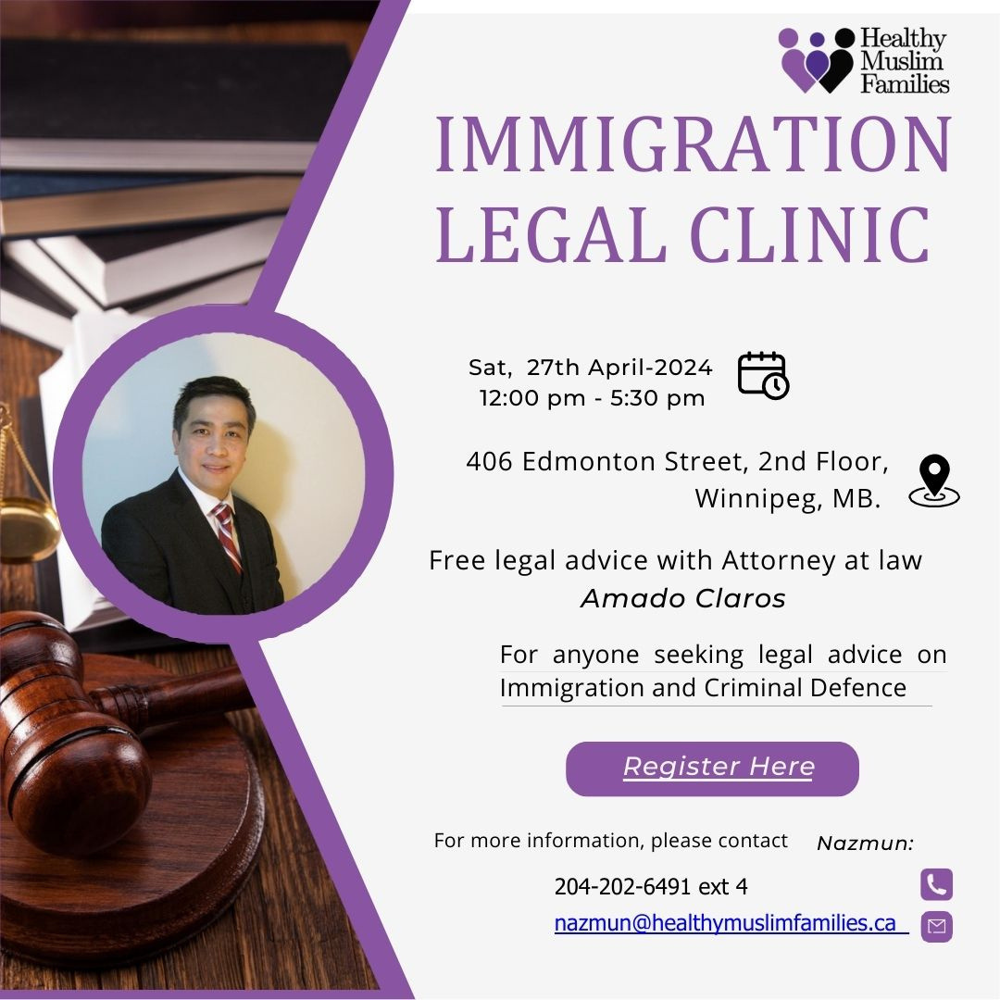 Healthy
Muslim
Families
IMMIGRATION
LEGAL CLINIC
Sat, 27th April-2024
12:00 pm - 5:30 pm
406 Edmonton Street, 2nd Floor,
Winnipeg, MB.
Free legal advice with Attorney at law
Amado Claros
For anyone seeking legal advice on
Immigration and Criminal Defence
Register Here
For more information, please contact Nazmun:
204-202-6491 ext 4
nazmun@healthymuslimfamilies.ca